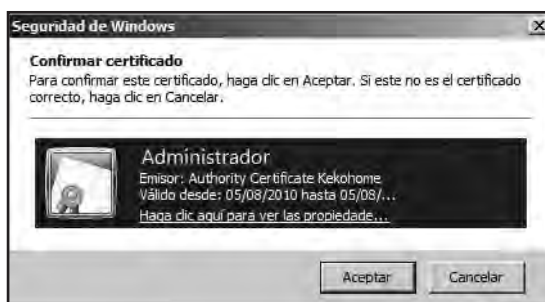 Seguridad de Windows
Confirmar certificado
Para confirmar este certificado, haga clic en Aceptar. Si este no es el certificado
correcto, haga clic en Cancelar.
Administrador
Emisor: Authority Certificate Kekohome
Válido desde: 05/08/2010 hasta 05/08/...
Haga clic aquí para ver las propiedade...
Aceptar
Cancelar